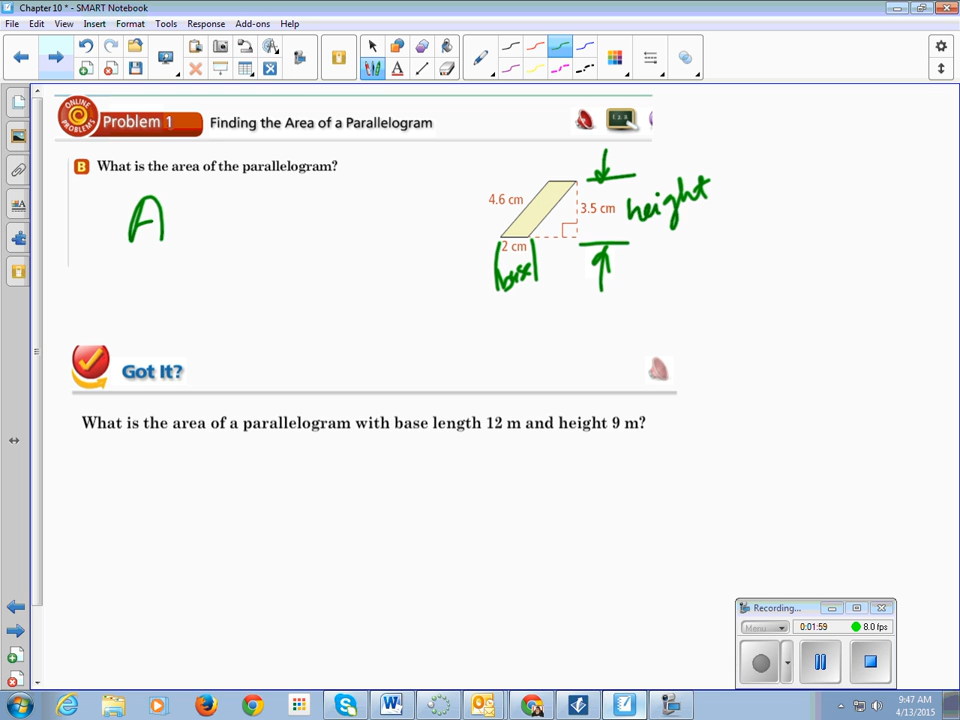 Chapter 10 * - SMART Notebook
File Edit View Insert Format Tools Response Add-ons Help
ONLINE PROBLEMS
Problem 1 Finding the Area of a Parallelogram
B What is the area of the parallelogram?
A
4.6 cm
3.5 cm
height
2 cm
base
Got It?
What is the area of a parallelogram with base length 12 m and height 9 m?
Recording...
Menu 0:01:59 8.0 fps
9:47 AM
4/13/2015